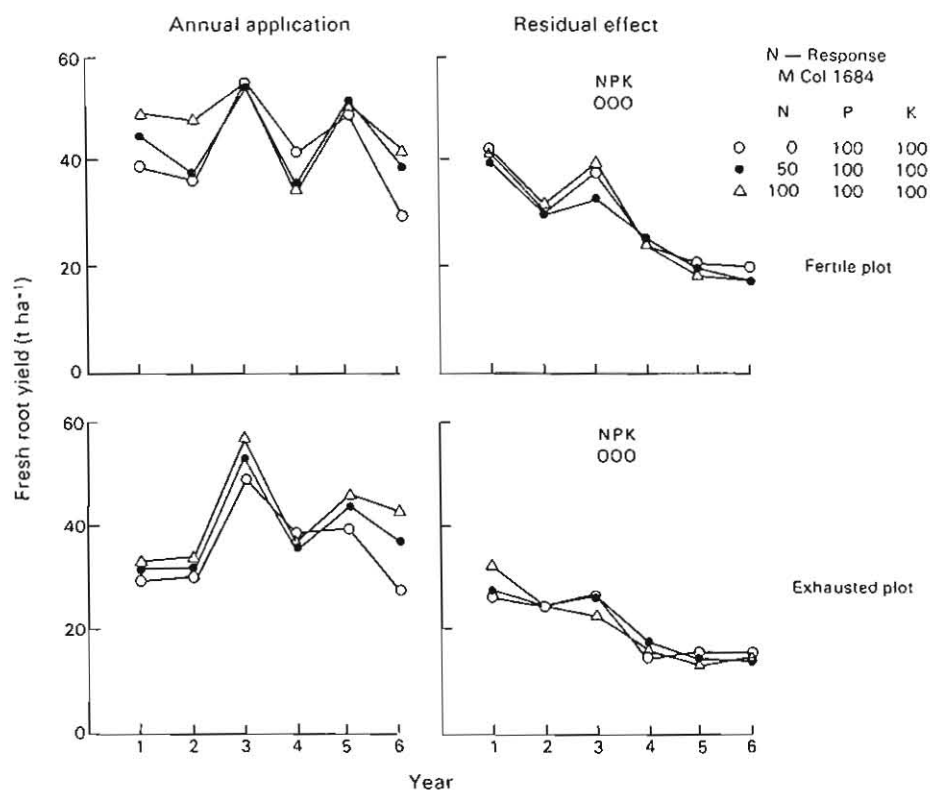 Annual application
Residual effect
N — Response
M Col 1684
N P K
0 100 100
50 100 100
100 100 100
NPK
000
60
40
20
0
Fertile plot
Fresh root yield (t ha⁻¹)
NPK
000
60
40
20
0
Exhausted plot
1 2 3 4 5 6
1 2 3 4 5 6
Year